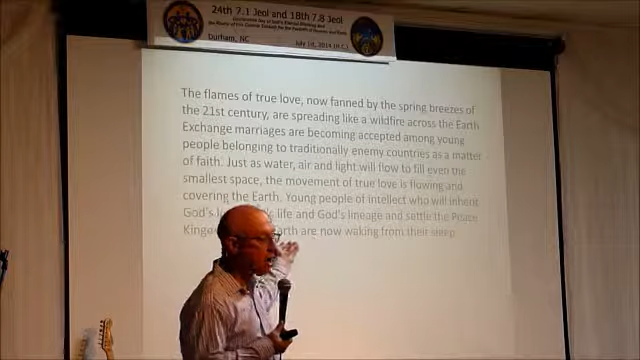 24th 7.1 Jeol and 18th 7.8 Jeol
Durham, NC
The flames of true love, now fanned by the spring breezes of
the 21st century, are spreading like a wildfire across the Earth
Exchange marriages are becoming accepted among young
people belonging to traditionally enemy countries as a matter
of faith. Just as water, air and light will flow to fill even the
smallest space, the movement of true love is flowing and
covering the Earth. Young people of intellect who will inherit
God's life and God's lineage and settle the Peace
are now waking from their sleep